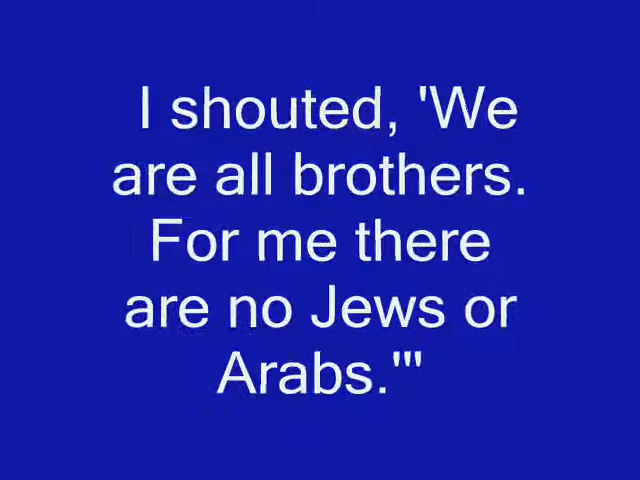 I shouted, 'We
are all brothers.
For me there
are no Jews or
Arabs.'"